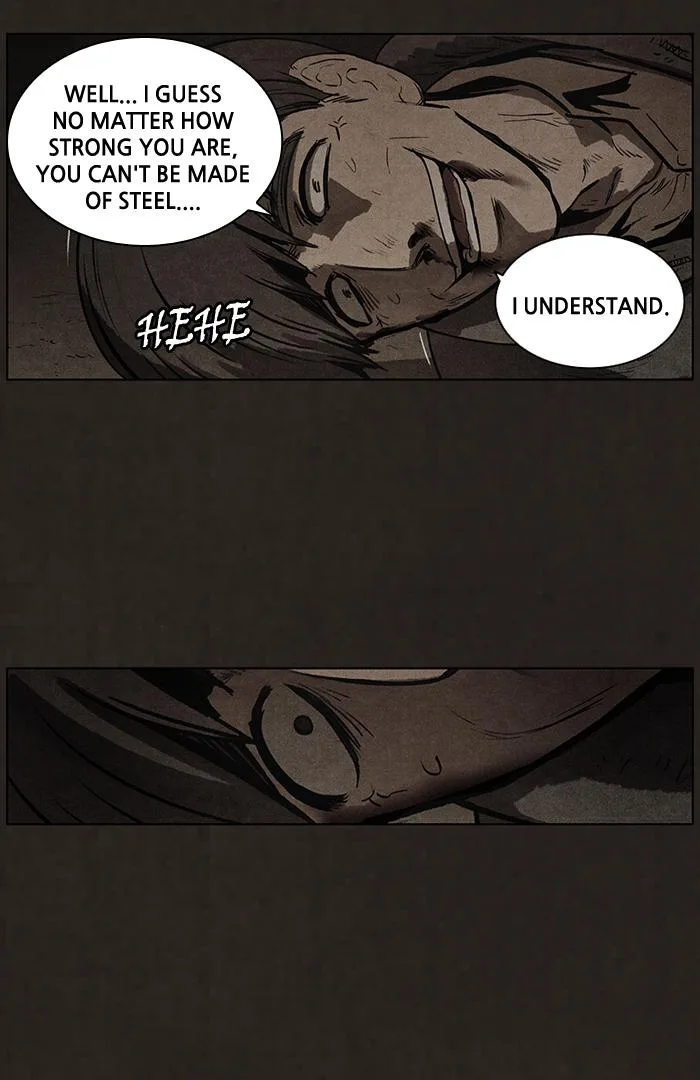 WELL... I GUESS
NO MATTER HOW
STRONG YOU ARE,
YOU CAN'T BE MADE
OF STEEL....
I UNDERSTAND.
HEHE